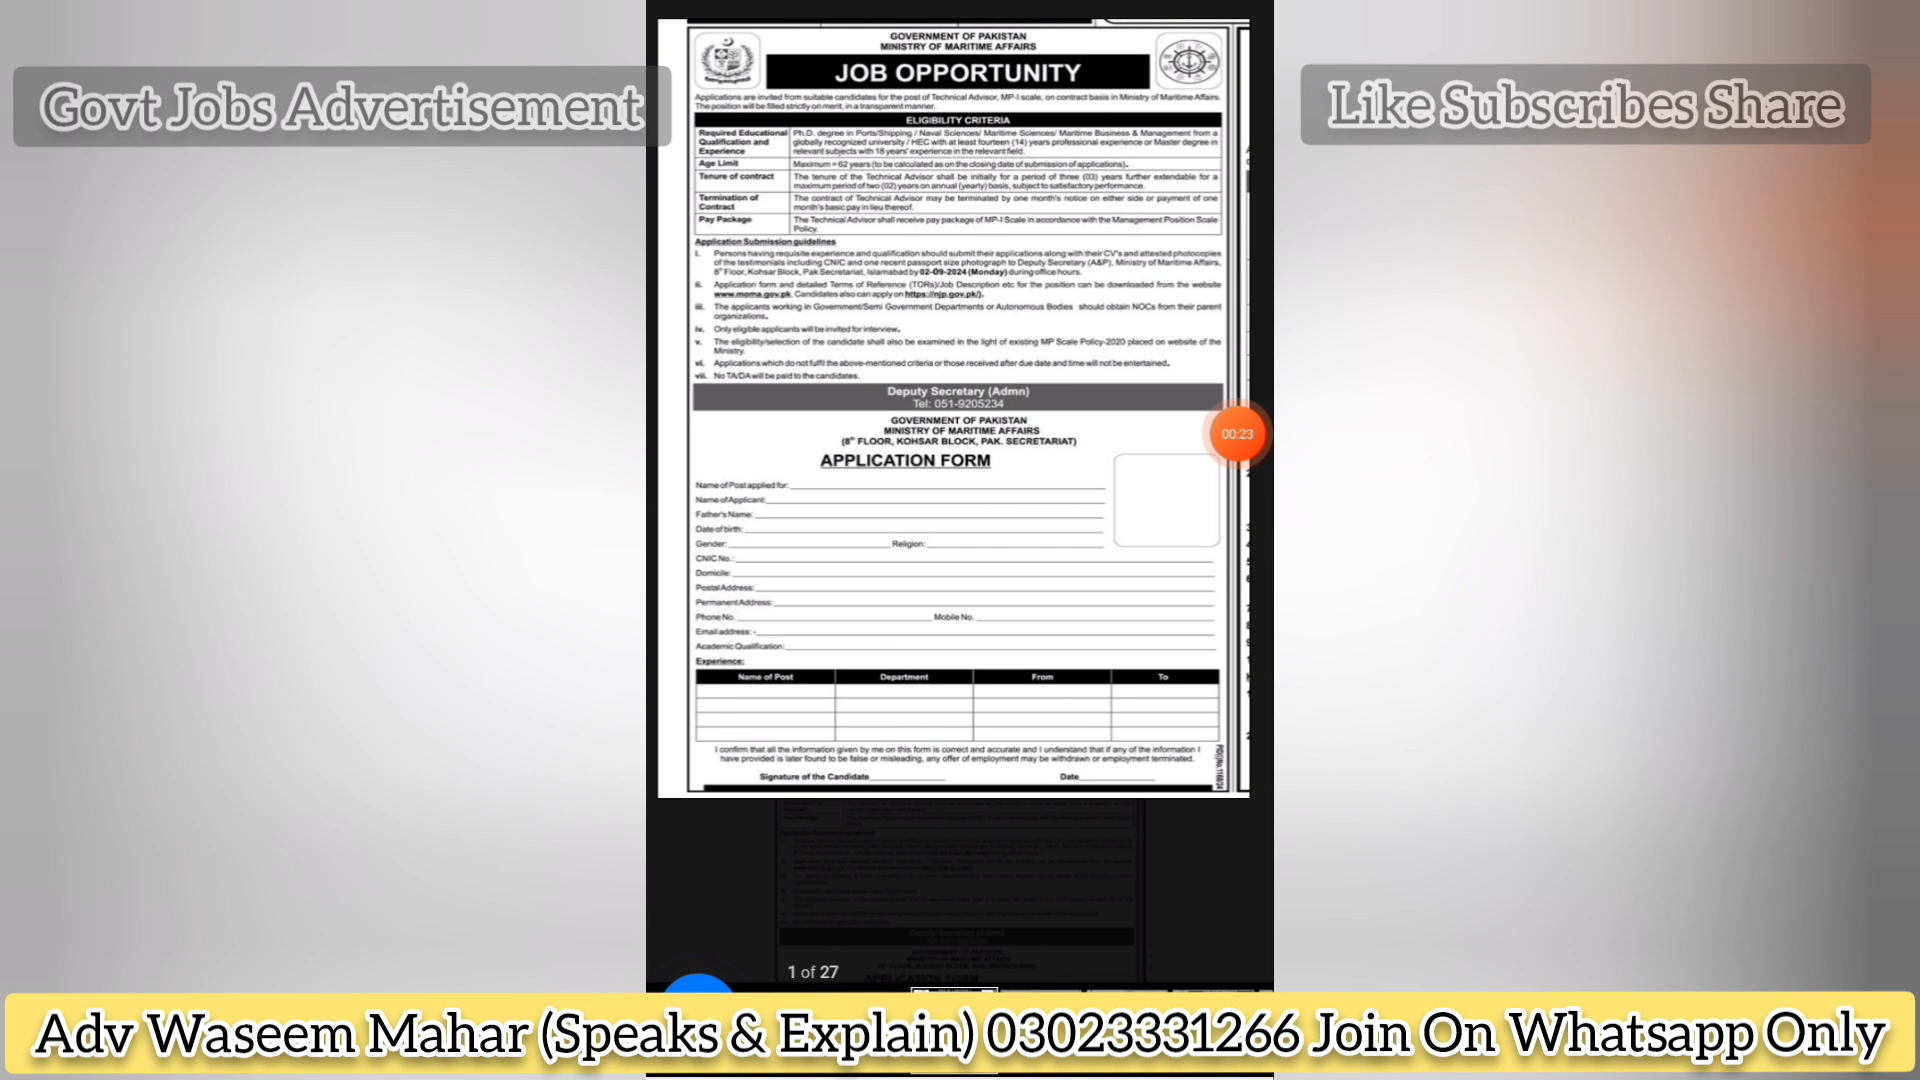 Govt Jobs Advertisement
Like Subscribes Share
GOVERNMENT OF PAKISTAN
MINISTRY OF MARITIME AFFAIRS
JOB OPPORTUNITY
Applications are invited from suitable candidates for the post of Technical Advisor, MP-I scale, on contract basis in Ministry of Maritime Affairs.
The position will be filled strictly on merit, in a transparent manner.
ELIGIBILITY CRITERIA
Required Educational Qualification and Experience
Ph.D. degree in Ports/Shipping / Naval Sciences/ Maritime Sciences/ Maritime Business & Management from a
globally recognized university / HEC with at least fourteen (14) years professional experience or Master degree in
relevant subjects with 18 years' experience in the relevant field.
Age Limit
Maximum = 62 years (to be calculated as on the closing date of submission of applications).
Tenure of contract
The tenure of the Technical Advisor shall be initially for a period of three (03) years further extendable for a
maximum period of two (02) years on annual (yearly) basis, subject to satisfactory performance.
Termination of Contract
The contract of Technical Advisor may be terminated by one month's notice on either side or payment of one
month's basic pay in lieu thereof.
Pay Package
The Technical Advisor shall receive pay package of MP-I Scale in accordance with the Management Position Scale
Policy.
Application Submission guidelines
i. Persons having requisite experience and qualification should submit their applications along with their CV's and attested photocopies
of the testimonials including CNIC and one recent passport size photograph to Deputy Secretary (A&P), Ministry of Maritime Affairs,
8th Floor, Kohsar Block, Pak Secretariat, Islamabad by 02-09-2024 (Monday) during office hours.
ii. Application form and detailed Terms of Reference (TORs)/Job Description etc for the position can be downloaded from the website
www.moma.gov.pk. Candidates also can apply on https://njp.gov.pk/).
iii. The applicants working in Government/Semi Government Departments or Autonomous Bodies should obtain NOCs from their parent
organizations.
iv. Only eligible applicants will be invited for interview.
v. The eligibility/selection of the candidate shall also be examined in the light of existing MP Scale Policy-2020 placed on website of the
Ministry.
vi. Applications which do not fulfil the above-mentioned criteria or those received after due date and time will not be entertained.
vii. No TA/DA will be paid to the candidates.
Deputy Secretary (Admn)
Tel: 051-9205234
GOVERNMENT OF PAKISTAN
MINISTRY OF MARITIME AFFAIRS
(8th FLOOR, KOHSAR BLOCK, PAK. SECRETARIAT)
00:23
APPLICATION FORM
Name of Post applied for:
Name of Applicant:
Father's Name:
Date of birth:
Gender: Religion:
CNIC No.:
Domicile:
Postal Address:
Permanent Address:
Phone No. Mobile No.
Email address: -
Academic Qualification:
Experience:
Name of Post Department From To
I confirm that all the information given by me on this form is correct and accurate and I understand that if any of the information I
have provided is later found to be false or misleading, any offer of employment may be withdrawn or employment terminated.
Signature of the Candidate Date
1 of 27
Adv Waseem Mahar (Speaks & Explain) 03023331266 Join On Whatsapp Only